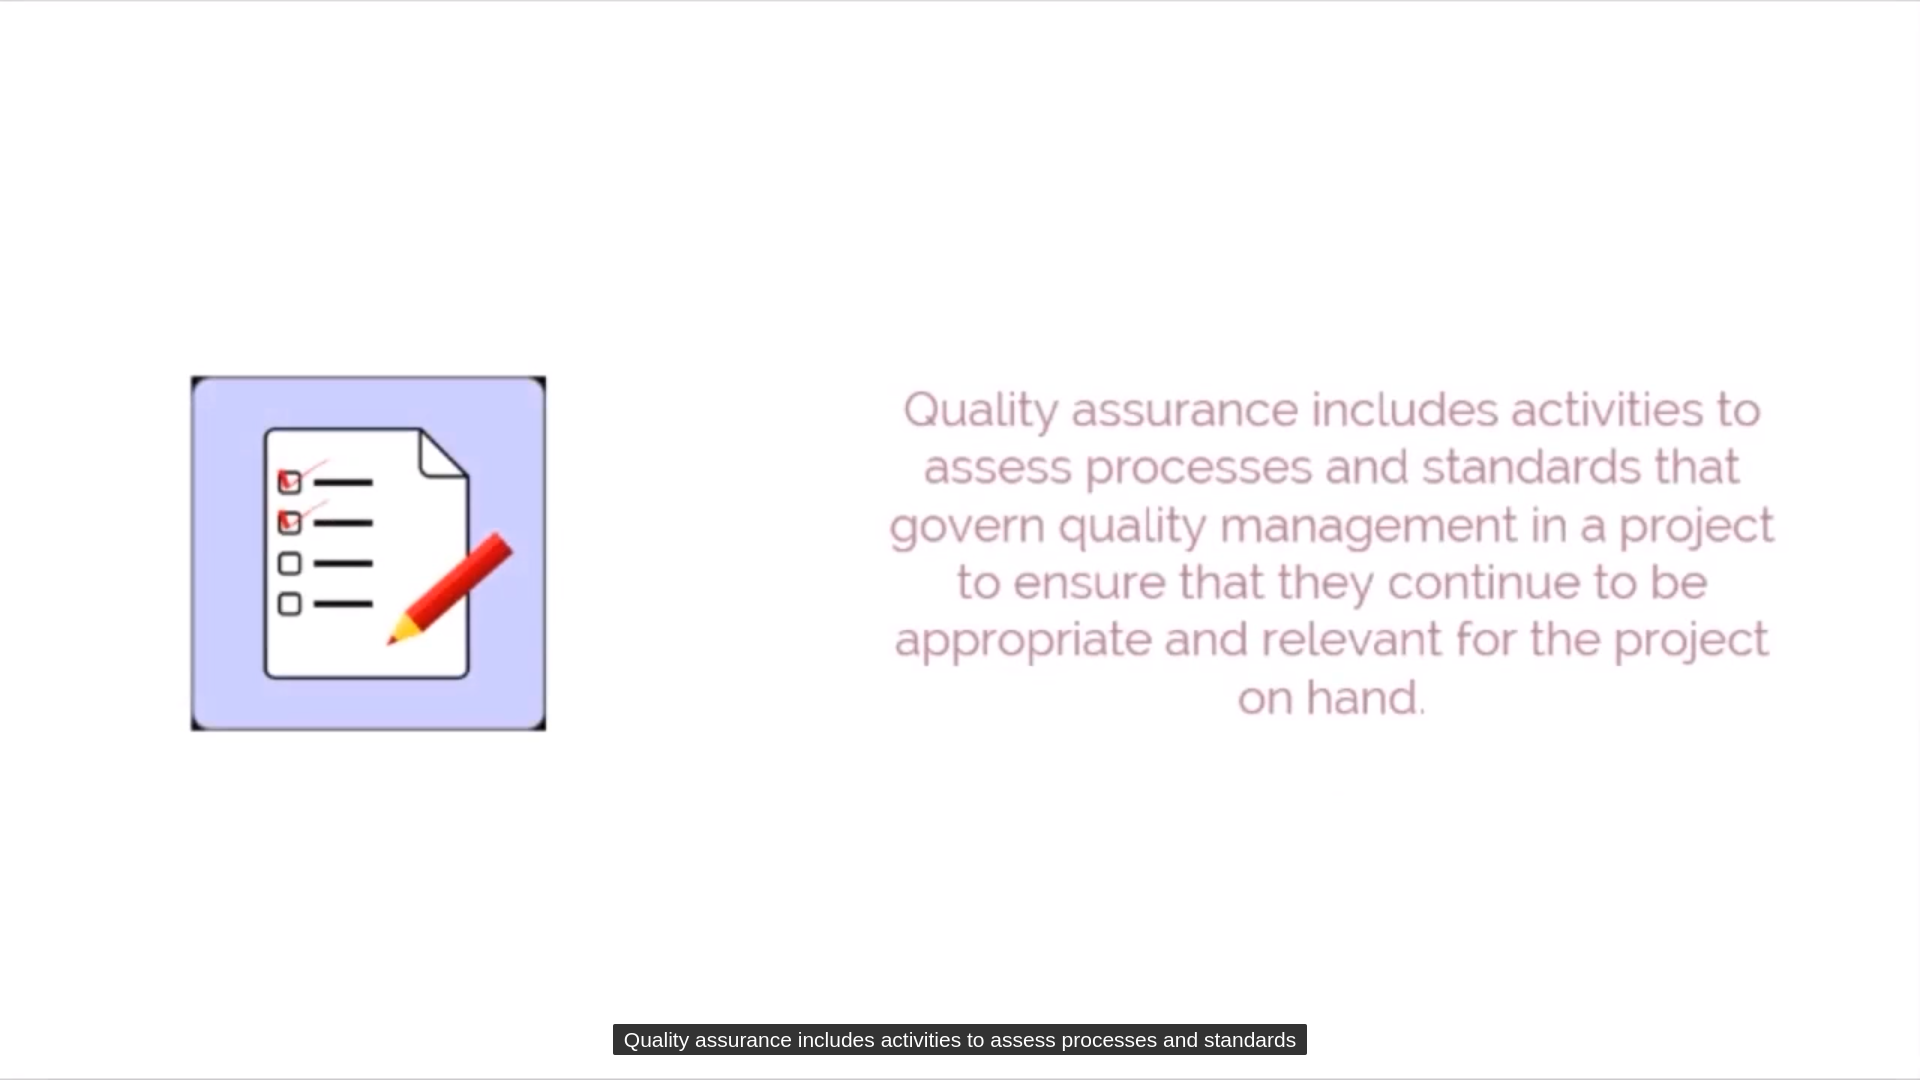 Quality assurance includes activities to
assess processes and standards that
govern quality management in a project
to ensure that they continue to be
appropriate and relevant for the project
on hand.
Quality assurance includes activities to assess processes and standards